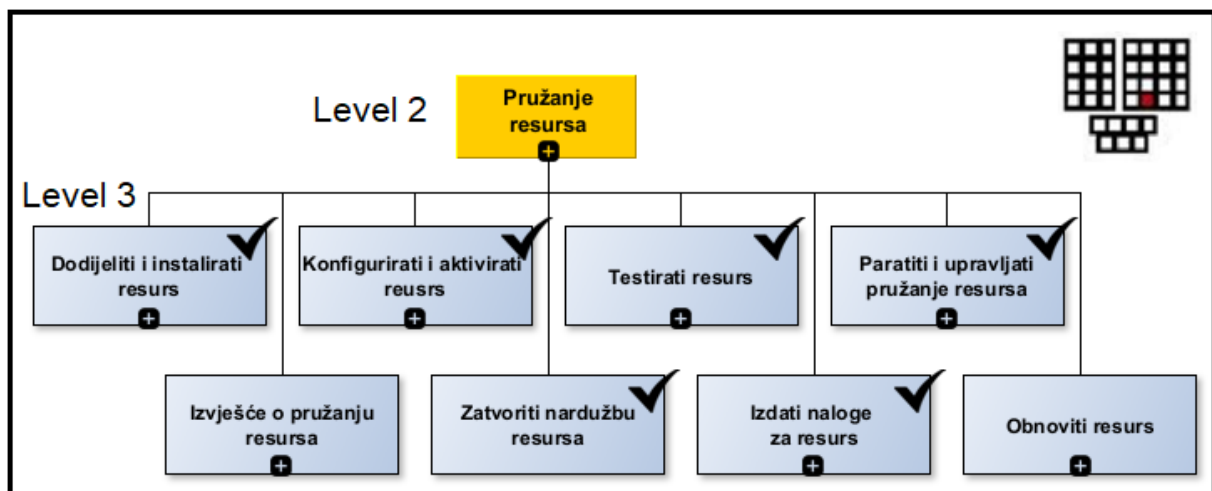 Level 2
Pružanje
resursa
Level 3
Dodijeliti i instalirati
resurs
Konfigurirati i aktivirati
reusrs
Testirati resurs
Paratiti i upravljati
pružanje resursa
Izvješće o pružanju
resursa
Zatvoriti nardužbu
resursa
Izdati naloge
za resurs
Obnoviti resurs